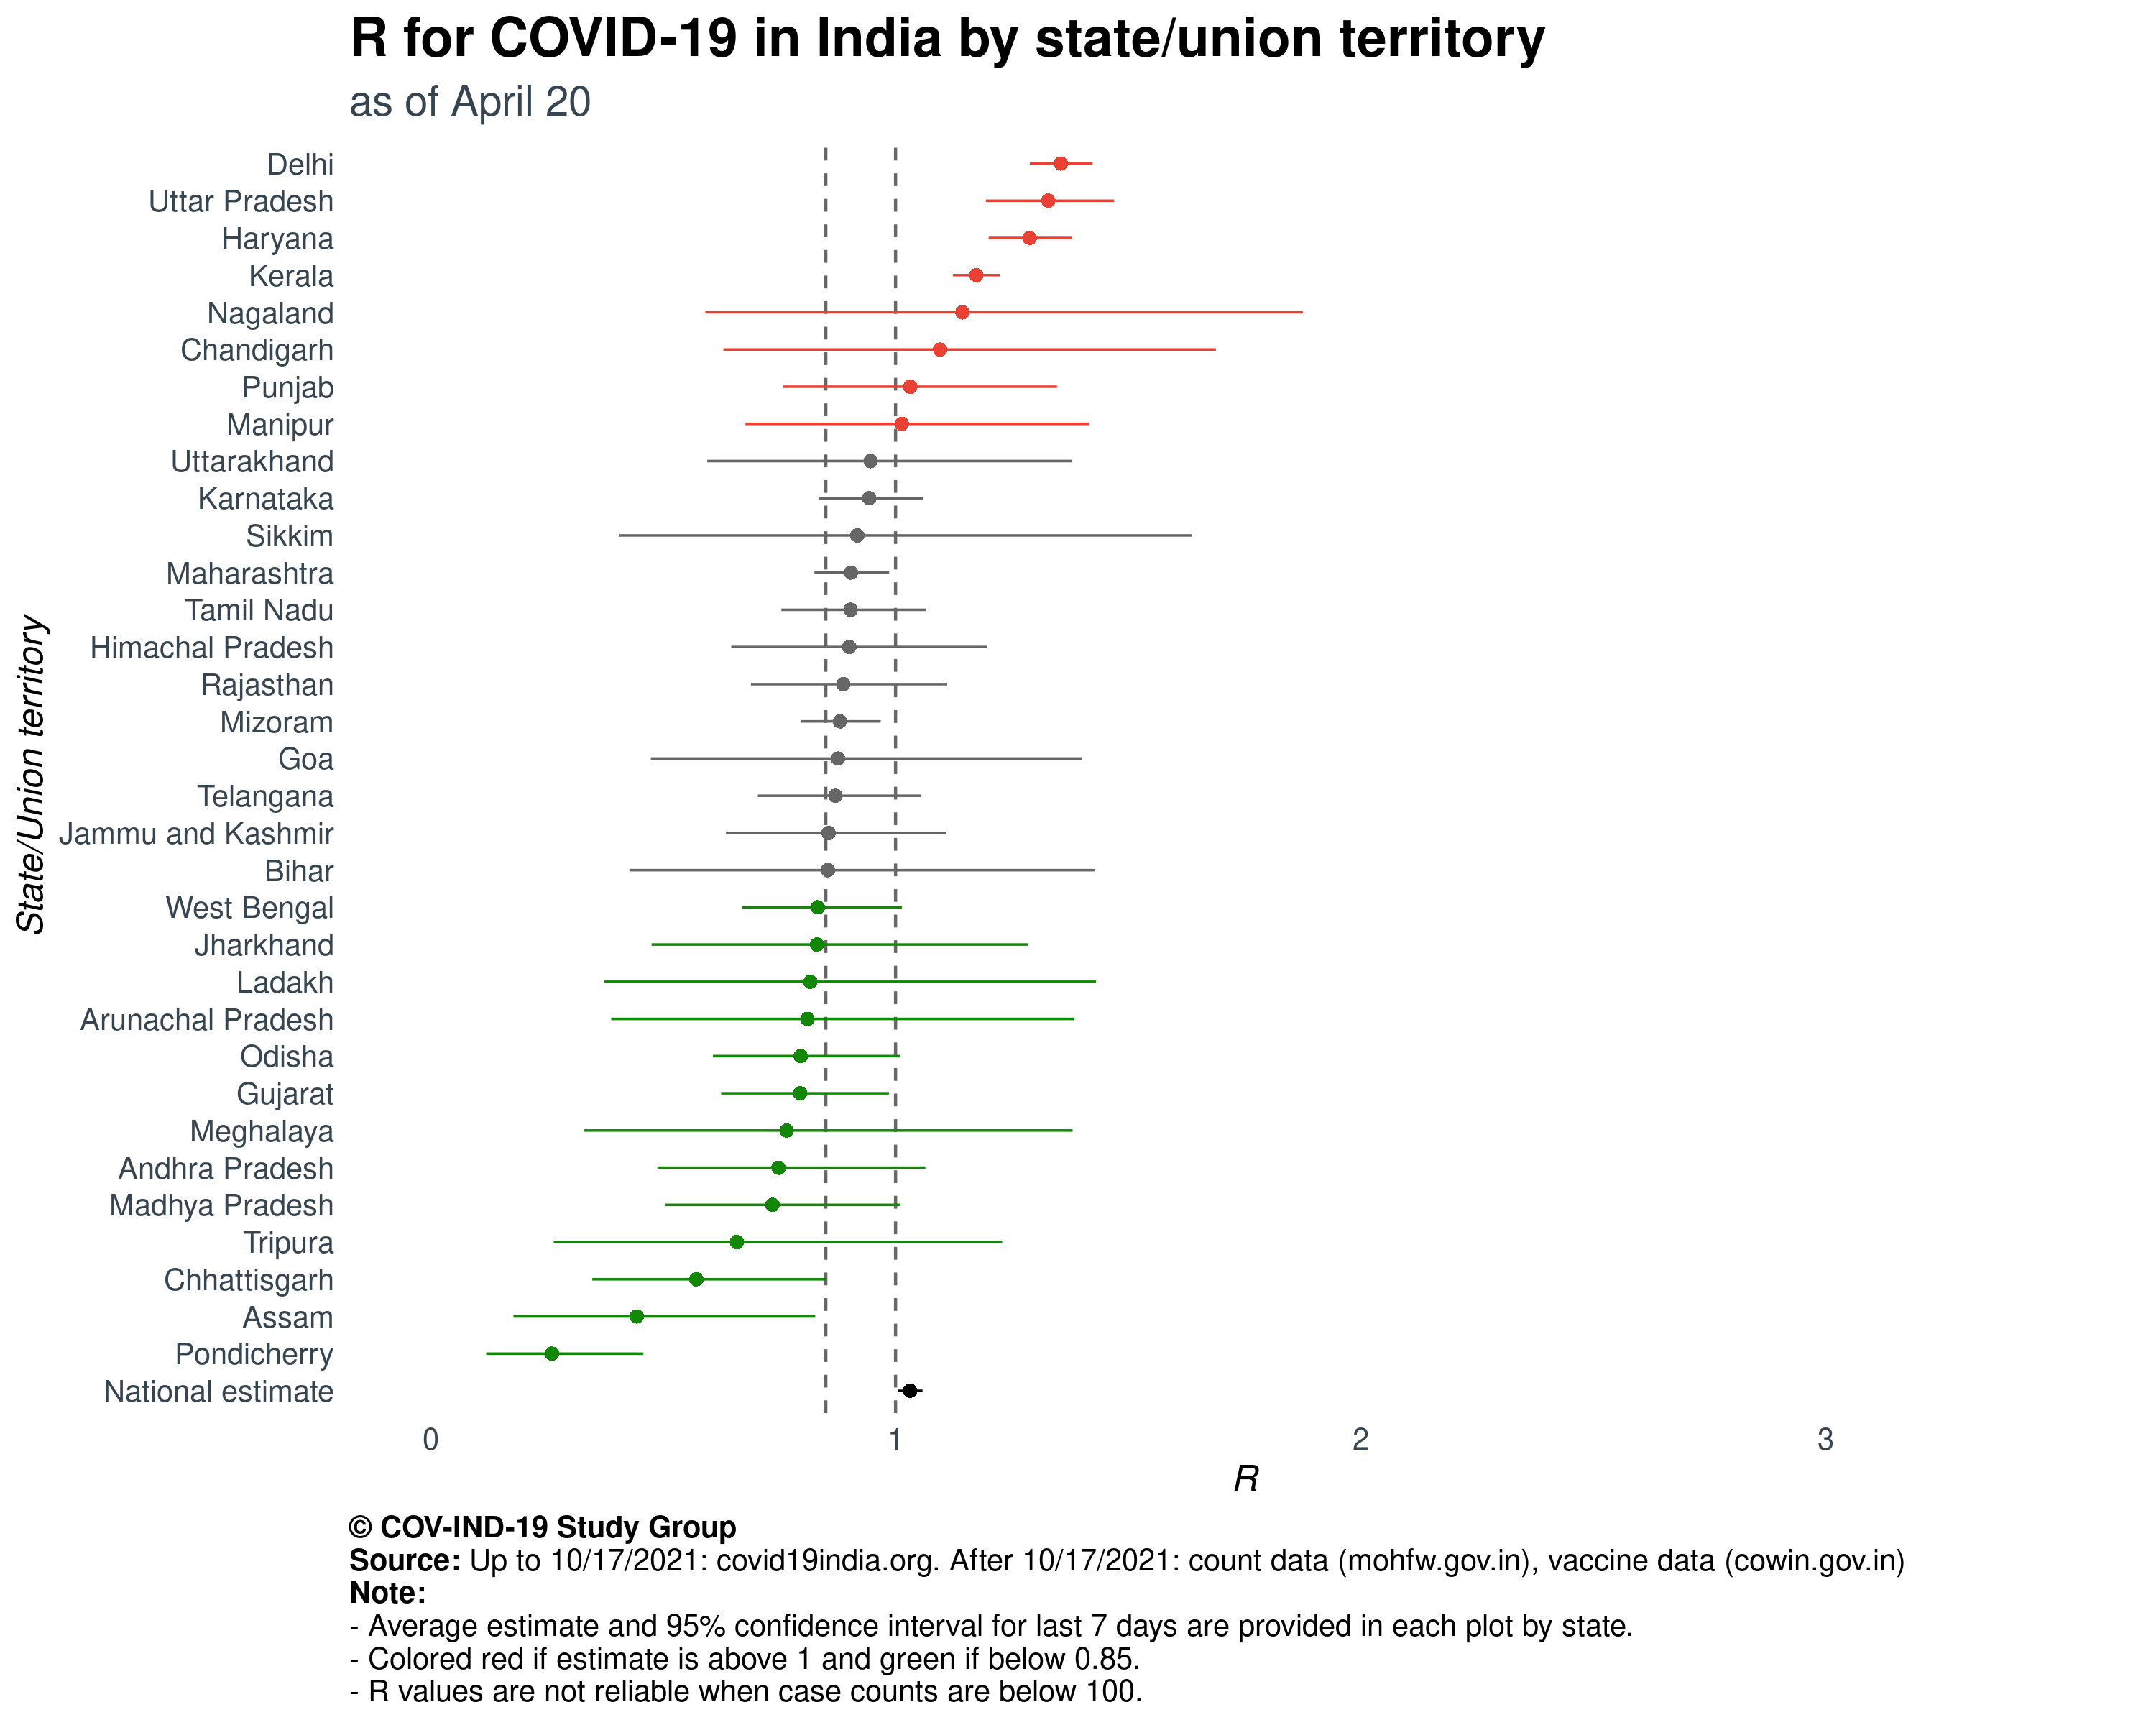 R for COVID-19 in India by state/union territory
as of April 20
State/Union territory
Delhi
Uttar Pradesh
Haryana
Kerala
Nagaland
Chandigarh
Punjab
Manipur
Uttarakhand
Karnataka
Sikkim
Maharashtra
Tamil Nadu
Himachal Pradesh
Rajasthan
Mizoram
Goa
Telangana
Jammu and Kashmir
Bihar
West Bengal
Jharkhand
Ladakh
Arunachal Pradesh
Odisha
Gujarat
Meghalaya
Andhra Pradesh
Madhya Pradesh
Tripura
Chhattisgarh
Assam
Pondicherry
National estimate
0 1 2 3
R
© COV-IND-19 Study Group
Source: Up to 10/17/2021: covid19india.org. After 10/17/2021: count data (mohfw.gov.in), vaccine data (cowin.gov.in)
Note:
- Average estimate and 95% confidence interval for last 7 days are provided in each plot by state.
- Colored red if estimate is above 1 and green if below 0.85.
- R values are not reliable when case counts are below 100.